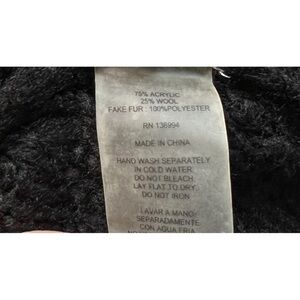 75% ACRYLIC
25% WOOL
FAKE FUR : 100%POLYESTER
RN 136994
MADE IN CHINA
HAND WASH SEPARATELY
IN COLD WATER.
DO NOT BLEACH.
LAY FLAT TO DRY.
DO NOT IRON
LAVAR A MANO
SEPARADAMENTE
CON AGUA FRIA